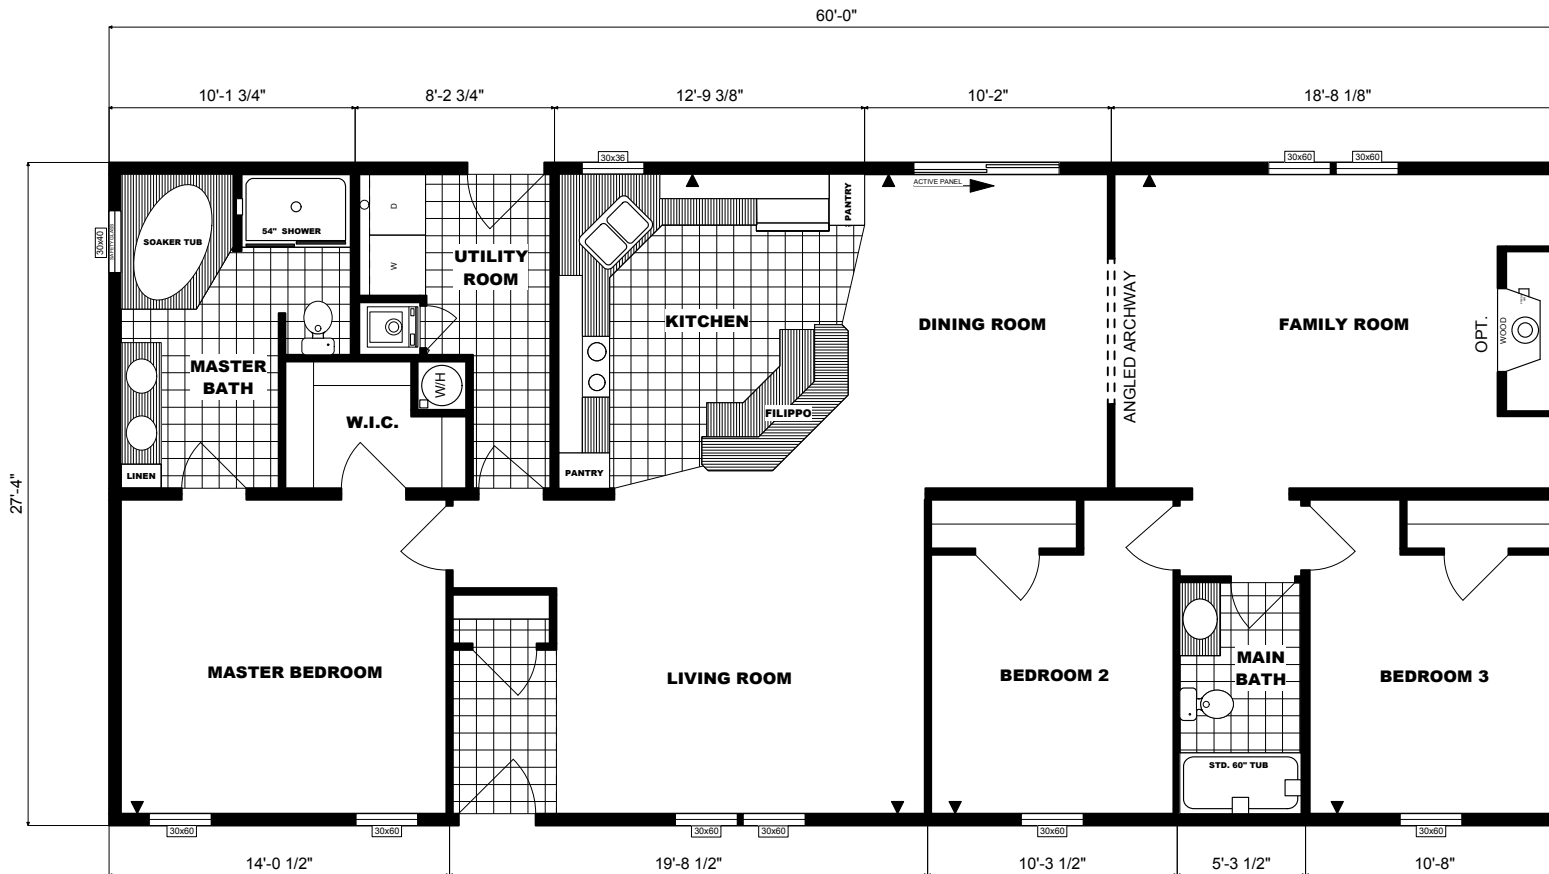 60'-0"
10'-1 3/4"
8'-2 3/4"
12'-9 3/8"
10'-2"
18'-8 1/8"
30x36
30x60
30x60
ACTIVE PANEL
PANTRY
D
54" SHOWER
SOAKER TUB
30x40
W
UTILITY
ROOM
KITCHEN
DINING ROOM
ANGLED ARCHWAY
FAMILY ROOM
OPT.
WOOD
MASTER
BATH
W/H
W.I.C.
FILIPPO
LINEN
PANTRY
27'-4"
MASTER BEDROOM
LIVING ROOM
BEDROOM 2
MAIN
BATH
BEDROOM 3
STD. 60" TUB
30x60
30x60
30x60
30x60
30x60
30x60
14'-0 1/2"
19'-8 1/2"
10'-3 1/2"
5'-3 1/2"
10'-8"